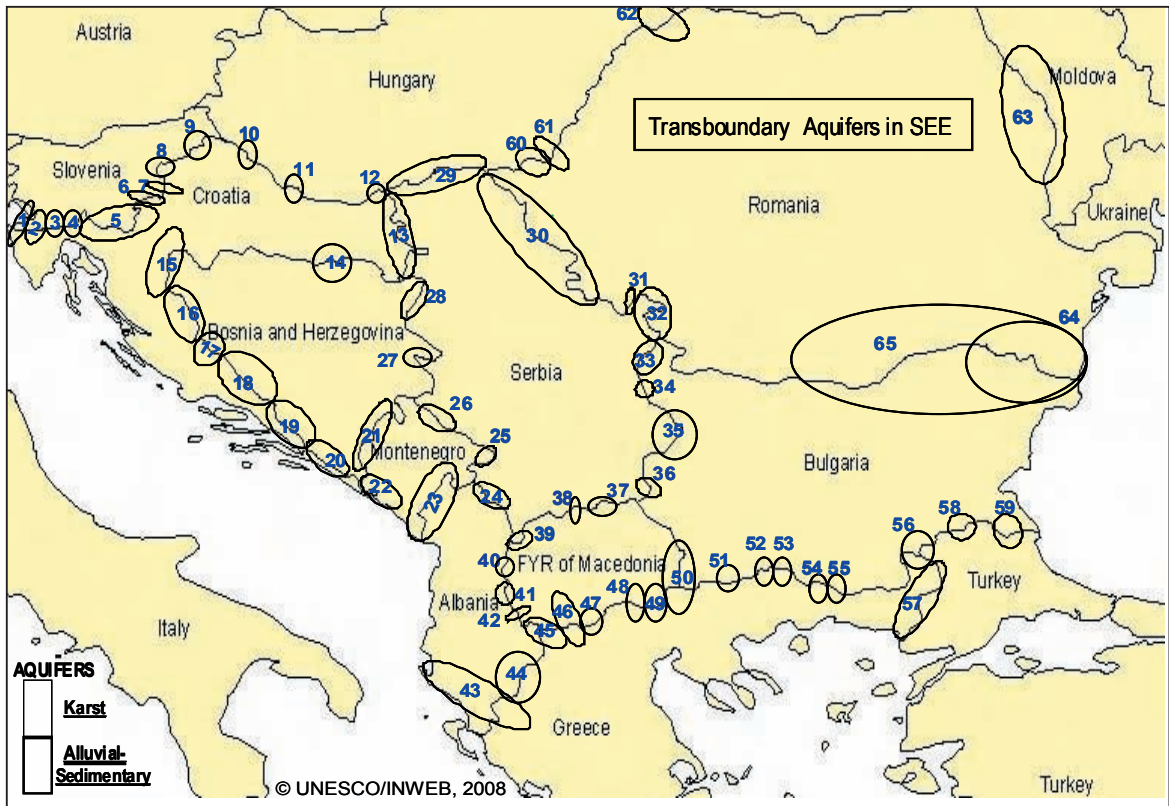 Austria
62
Moldova
Hungary
Transboundary Aquifers in SEE
63
9
10
61
60
8
Slovenia
11
12
29
6
7
Croatia
Romania
Ukraine
1
2
3
4
5
13
30
14
15
28
31
16
32
64
Bosnia and Herzegovina
17
27
33
65
18
Serbia
34
26
19
21
35
25
20
Montenegro
Bulgaria
22
23
24
36
38
37
39
58
59
56
40
FYR of Macedonia
51
52
53
50
54
55
Turkey
41
Albania
48
49
57
42
46
47
45
Italy
AQUIFERS
44
43
Karst
Greece
Alluvial-
Sedimentary
© UNESCO/INWEB, 2008
Turkey